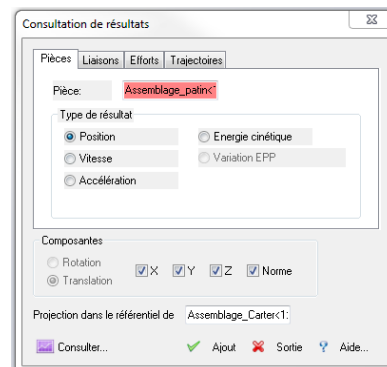 Consultation de résultats
Pièces Liaisons Efforts Trajectoires
Pièce: Assemblage_patin<1
Type de résultat
Position Energie cinétique
Vitesse Variation EPP
Accélération
Composantes
Rotation
Translation X Y Z Norme
Projection dans le référentiel de Assemblage_Carter<1:
Consulter... Ajout Sortie Aide...